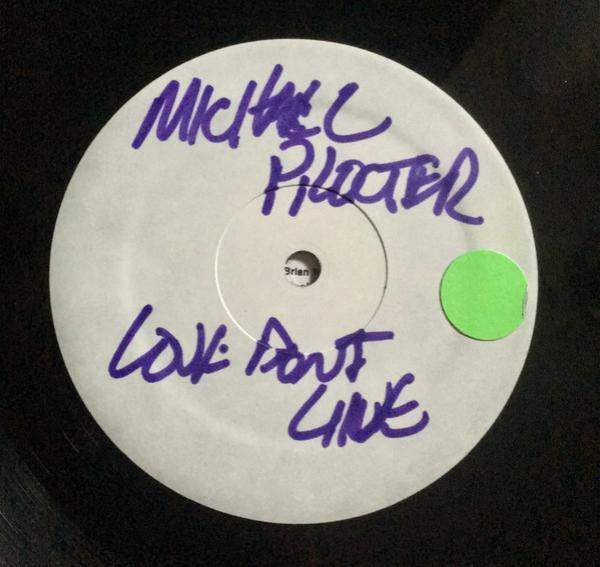 MICHAEL
PROCTER
Brian
LOVE DONT
LIVE